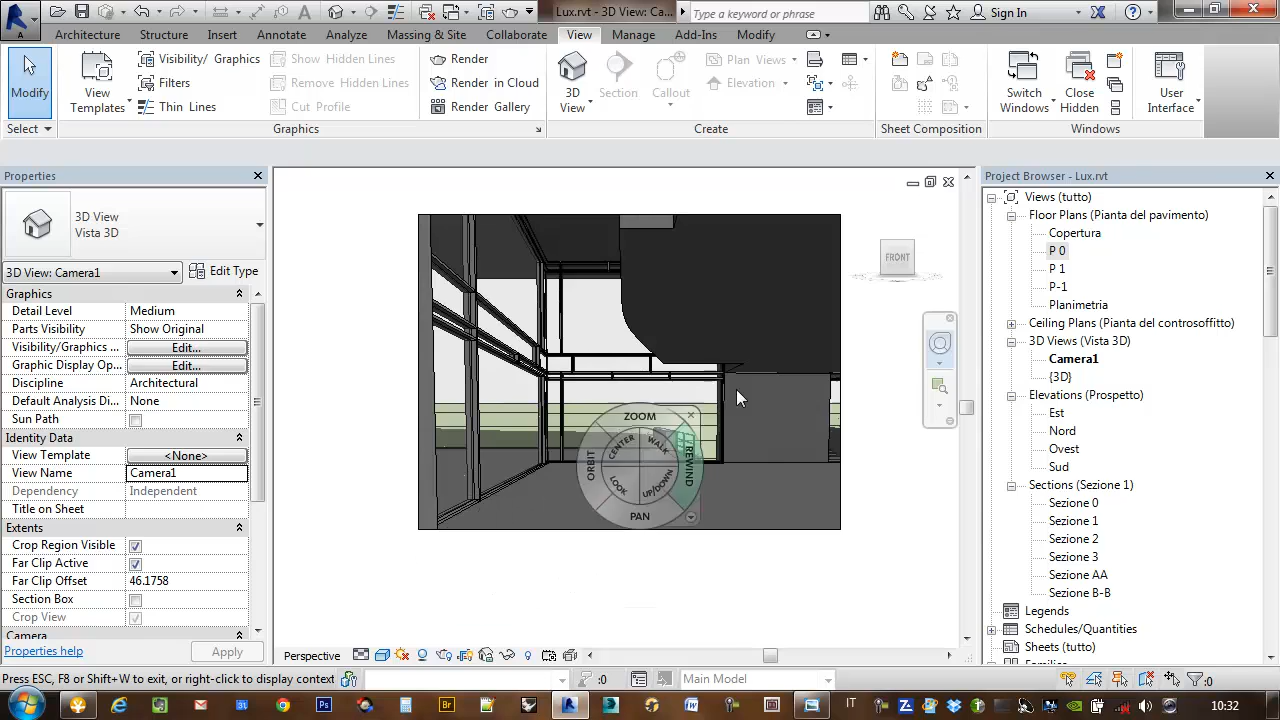 Lux.rvt - 3D View: Ca...
Type a keyword or phrase
Sign In
Architecture Structure Insert Annotate Analyze Massing & Site Collaborate View Manage Add-Ins Modify
Modify
Select
View Templates
Visibility/ Graphics
Filters
Thin Lines
Show Hidden Lines
Remove Hidden Lines
Cut Profile
Graphics
Render
Render in Cloud
Render Gallery
3D View
Section
Callout
Plan Views
Elevation
Create
Sheet Composition
Switch Windows
Close Hidden
User Interface
Windows
Properties
3D View
Vista 3D
3D View: Camera1
Edit Type
Graphics
Detail Level Medium
Parts Visibility Show Original
Visibility/Graphics ... Edit...
Graphic Display Op... Edit...
Discipline Architectural
Default Analysis Di... None
Sun Path
Identity Data
View Template <None>
View Name Camera1
Dependency Independent
Title on Sheet
Extents
Crop Region Visible
Far Clip Active
Far Clip Offset 46.1758
Section Box
Crop View
Camera
Properties help
Apply
FRONT
ZOOM
CENTER
WALK
ORBIT
REWIND
LOOK
UP/DOWN
PAN
Perspective
Project Browser - Lux.rvt
Views (tutto)
Floor Plans (Pianta del pavimento)
Copertura
P 0
P 1
P-1
Planimetria
Ceiling Plans (Pianta del controsoffitto)
3D Views (Vista 3D)
Camera1
{3D}
Elevations (Prospetto)
Est
Nord
Ovest
Sud
Sections (Sezione 1)
Sezione 0
Sezione 1
Sezione 2
Sezione 3
Sezione AA
Sezione B-B
Legends
Schedules/Quantities
Sheets (tutto)
Press ESC, F8 or Shift+W to exit, or right-click to display context
:0
Main Model
:0
Ps
Br
IT
10:32